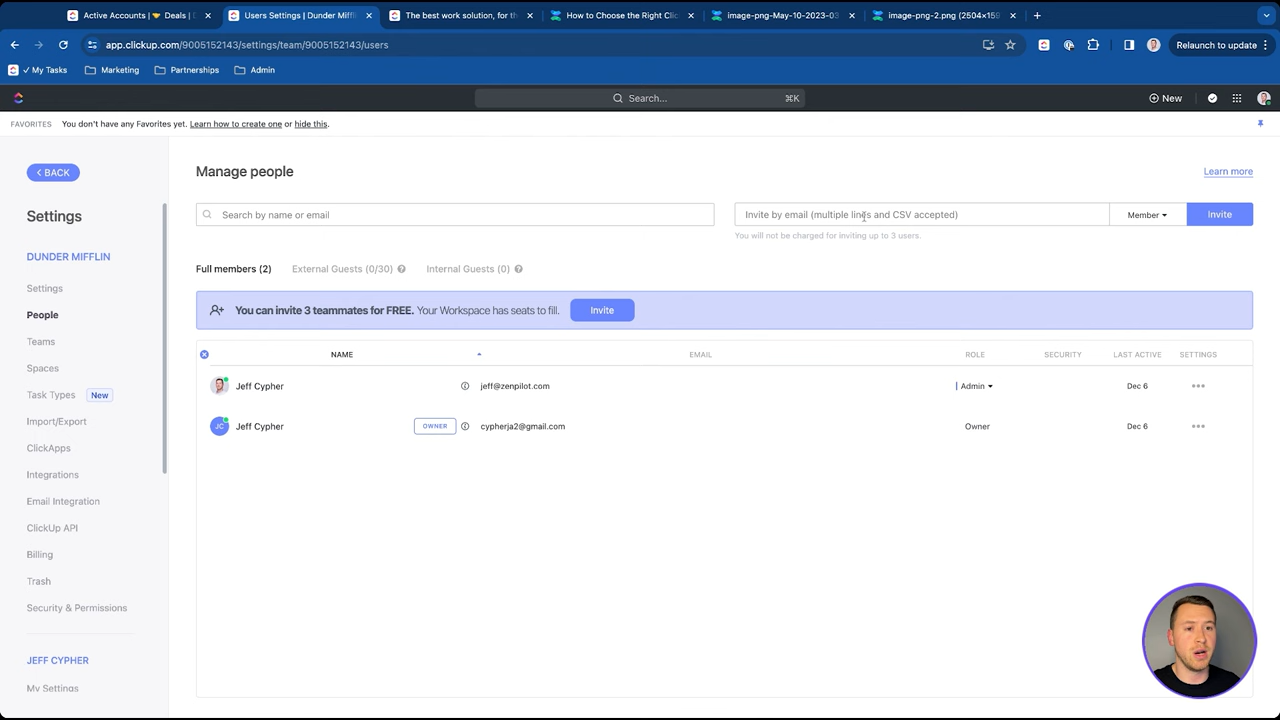 Active Accounts | 🤝 Deals |
Users Settings | Dunder Mifflin
The best work solution, for th
How to Choose the Right Clic
image-png-May-10-2023-03
image-png-2.png (2504×159
app.clickup.com/9005152143/settings/team/9005152143/users
Relaunch to update
✓ My Tasks
Marketing
Partnerships
Admin
Search...
⌘K
New
FAVORITES
You don't have any Favorites yet. Learn how to create one or hide this.
BACK
Settings
DUNDER MIFFLIN
Settings
People
Teams
Spaces
Task Types New
Import/Export
ClickApps
Integrations
Email Integration
ClickUp API
Billing
Trash
Security & Permissions
JEFF CYPHER
My Settings
Manage people
Learn more
Search by name or email
Invite by email (multiple lines and CSV accepted)
Member
Invite
You will not be charged for inviting up to 3 users.
Full members (2)
External Guests (0/30)
Internal Guests (0)
You can invite 3 teammates for FREE. Your Workspace has seats to fill.
Invite
NAME EMAIL ROLE SECURITY LAST ACTIVE SETTINGS
Jeff Cypher jeff@zenpilot.com Admin Dec 6
JC Jeff Cypher OWNER cypherja2@gmail.com Owner Dec 6